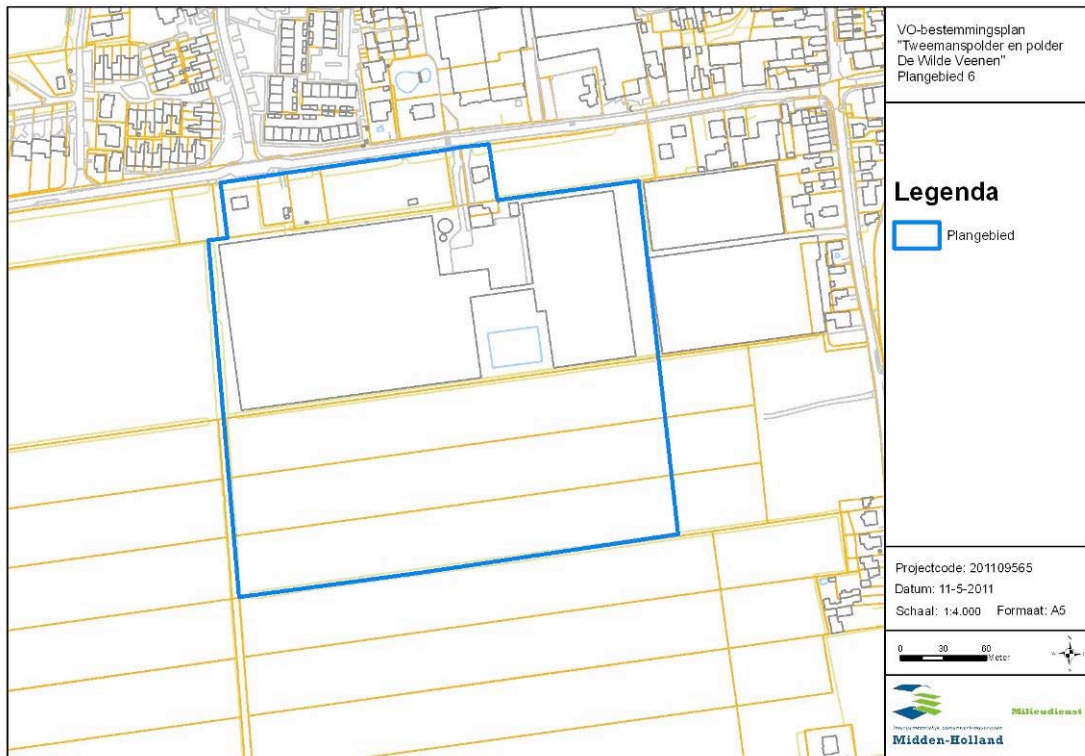 VO-bestemmingsplan
"Tweemanspolder en polder
De Wilde Veenen"
Plangebied 6
Legenda
Plangebied
Projectcode: 201109565
Datum: 11-5-2011
Schaal: 1:4.000 Formaat: A5
0 30 60
Meter
Milieudienst
Midden-Holland